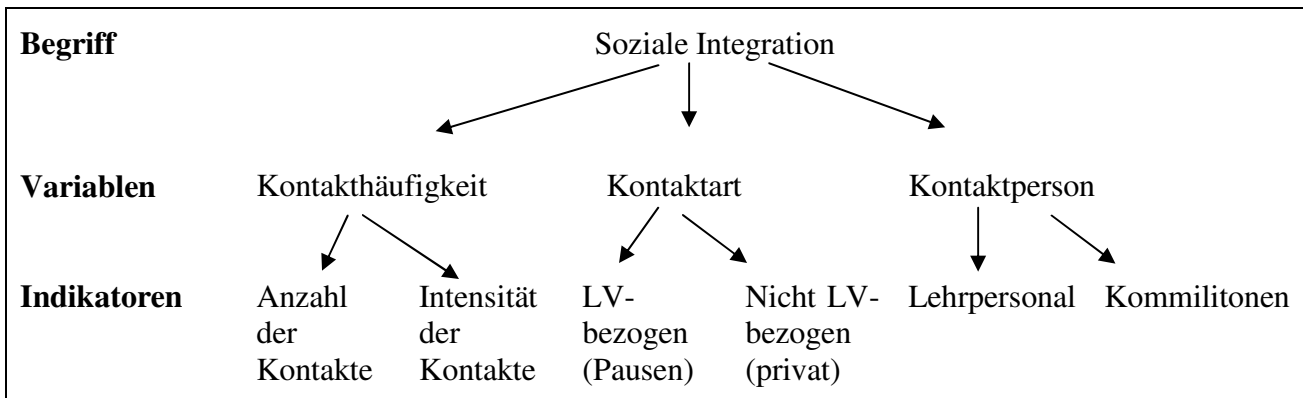 Begriff Soziale Integration
Variablen Kontakthäufigkeit Kontaktart Kontaktperson
Indikatoren Anzahl Intensität LV- Nicht LV- Lehrpersonal Kommilitonen
der der bezogen bezogen
Kontakte Kontakte (Pausen) (privat)